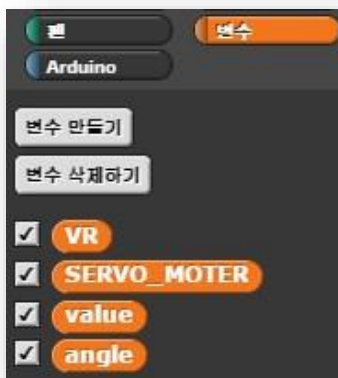 펜 변수
Arduino
변수 만들기
변수 삭제하기
VR
SERVO_MOTER
value
angle